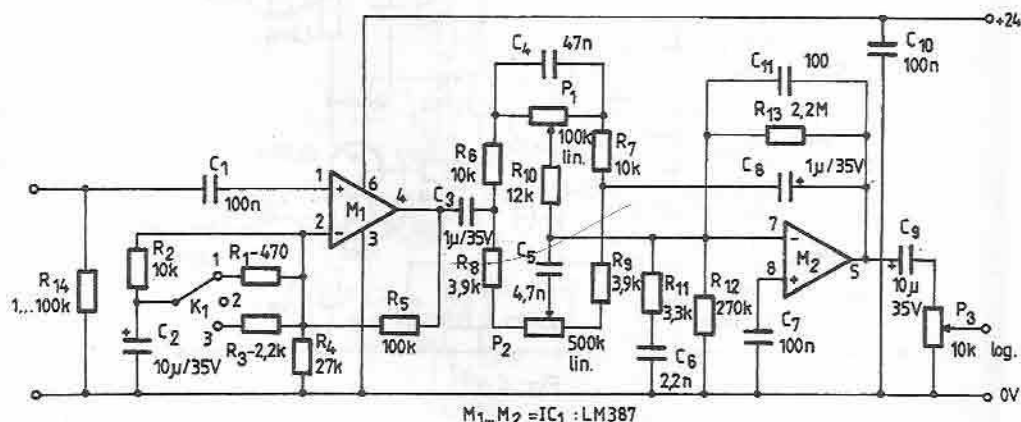 C4 47n
P1
100k
lin.
+24
C10
100n
C11 100
R13 2,2M
R6
10k
R7
10k
R10
12k
C8 1µ/35V
C1
100n
1 + 6
M1
4
2 − 3
C3
1µ/35V
R2
10k
1 R1-470
K1
2
3
R3-2,2k
R14
1...100k
C2
10µ/35V
R4
27k
R5
100k
R8
3,9k
C5
4,7n
P2
500k
lin.
R9
3,9k
R11
3,3k
C6
2,2n
R12
270k
7 −
M2
8 +
5
C7
100n
C9
+
10µ
35V
P3
10k
log.
0V
M1...M2 = IC1 : LM387